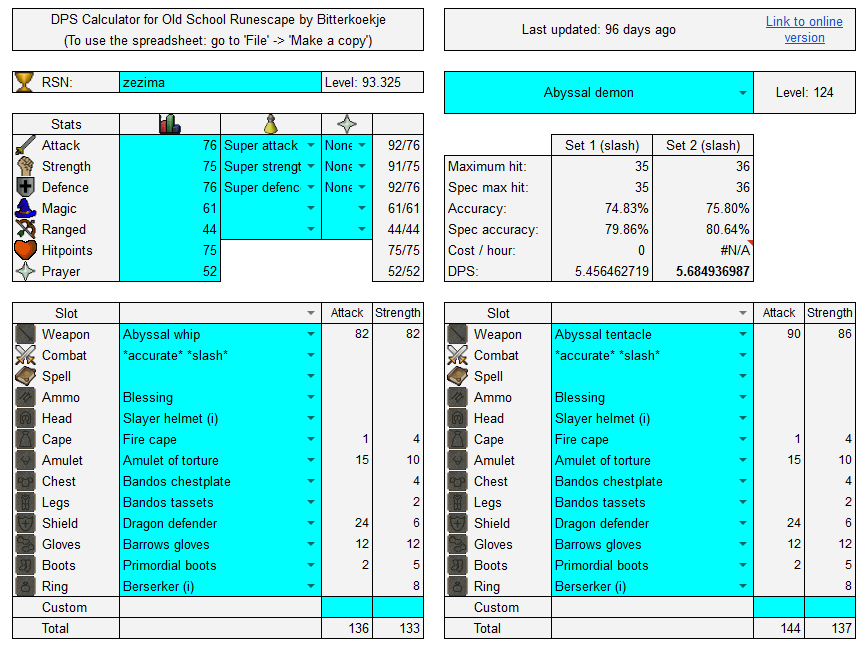 DPS Calculator for Old School Runescape by Bitterkoekje
(To use the spreadsheet: go to 'File' -> 'Make a copy')
Last updated: 96 days ago
Link to online
version
RSN: zezima Level: 93.325
Abyssal demon Level: 124
Stats
Attack 76 Super attack None 92/76
Strength 75 Super strengt None 91/75
Defence 76 Super defenc None 92/76
Magic 61 61/61
Ranged 44 44/44
Hitpoints 75 75/75
Prayer 52 52/52
Set 1 (slash) Set 2 (slash)
Maximum hit: 35 36
Spec max hit: 35 36
Accuracy: 74.83% 75.80%
Spec accuracy: 79.86% 80.64%
Cost / hour: 0 #N/A
DPS: 5.456462719 5.684936987
Slot Attack Strength
Weapon Abyssal whip 82 82
Combat *accurate* *slash*
Spell
Ammo Blessing
Head Slayer helmet (i)
Cape Fire cape 1 4
Amulet Amulet of torture 15 10
Chest Bandos chestplate 4
Legs Bandos tassets 2
Shield Dragon defender 24 6
Gloves Barrows gloves 12 12
Boots Primordial boots 2 5
Ring Berserker (i) 8
Custom
Total 136 133
Slot Attack Strength
Weapon Abyssal tentacle 90 86
Combat *accurate* *slash*
Spell
Ammo Blessing
Head Slayer helmet (i)
Cape Fire cape 1 4
Amulet Amulet of torture 15 10
Chest Bandos chestplate 4
Legs Bandos tassets 2
Shield Dragon defender 24 6
Gloves Barrows gloves 12 12
Boots Primordial boots 2 5
Ring Berserker (i) 8
Custom
Total 144 137